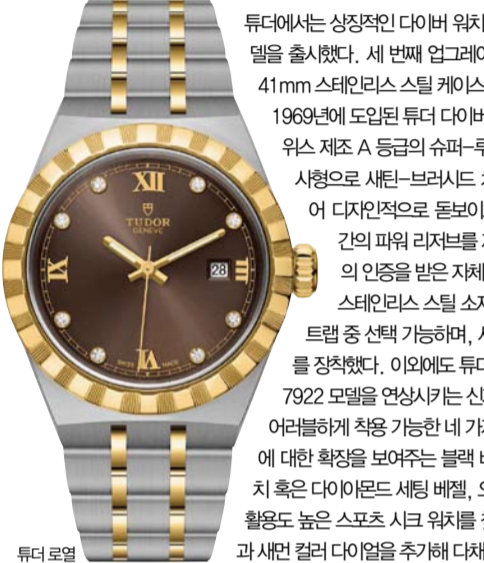 튜더에서는 상징적인 다이버 워치
델을 출시했다. 세 번째 업그레이
41mm 스테인리스 스틸 케이스
1969년에 도입된 튜더 다이버
위스 제조 A 등급의 슈퍼-루
사형으로 새틴-브러시드
어 디자인적으로 돋보이
간의 파워 리저브를
의 인증을 받은 자체
스테인리스 스틸 소재
트랩 중 선택 가능하며,
를 장착했다. 이외에도 튜더
7922 모델을 연상시키는 신
어러블하게 착용 가능한 네 가지
에 대한 확장을 보여주는 블랙
치 혹은 다이아몬드 세팅 베젤,
활용도 높은 스포츠 시크 워치를
과 새먼 컬러 다이얼을 추가해 다채
XII
TUDOR
GENEVE
IX
28
VI
SWISS MADE
튜더 로열